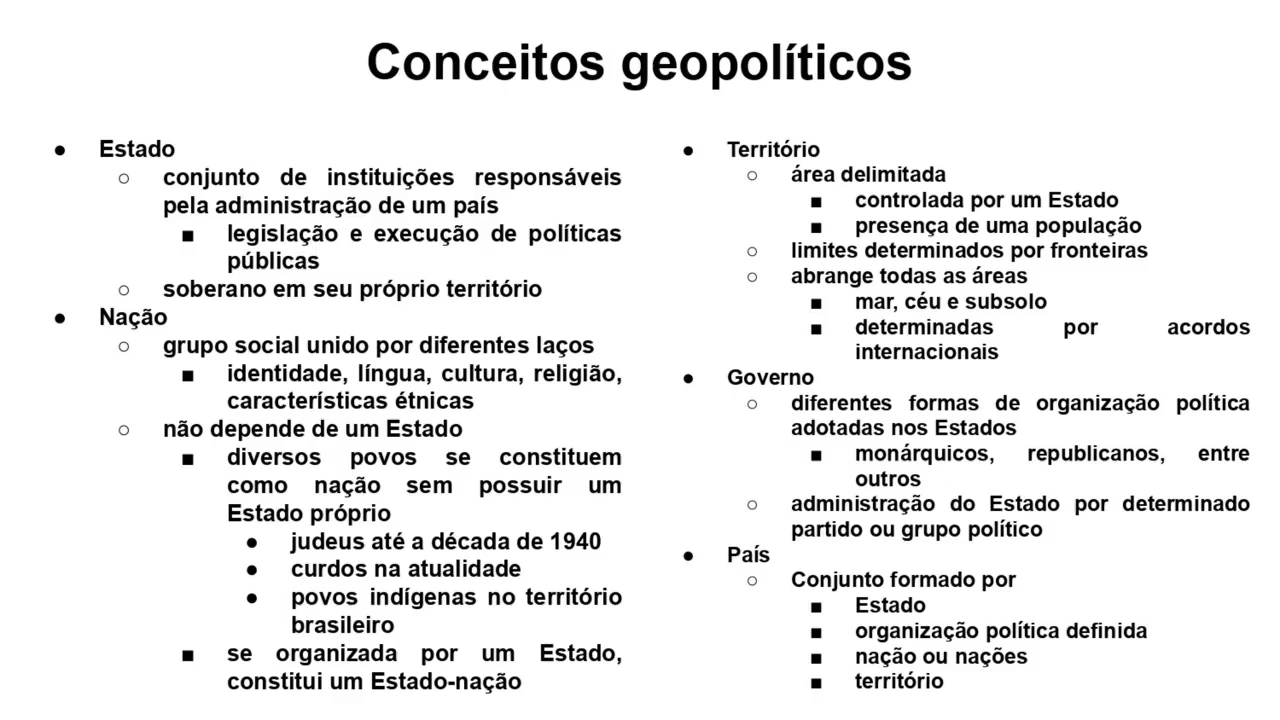 Conceitos geopolíticos
● Estado
○ conjunto de instituições responsáveis
pela administração de um país
■ legislação e execução de políticas
públicas
○ soberano em seu próprio território
● Nação
○ grupo social unido por diferentes laços
■ identidade, língua, cultura, religião,
características étnicas
○ não depende de um Estado
■ diversos povos se constituem
como nação sem possuir um
Estado próprio
● judeus até a década de 1940
● curdos na atualidade
● povos indígenas no território
brasileiro
■ se organizada por um Estado,
constitui um Estado-nação
● Território
○ área delimitada
■ controlada por um Estado
■ presença de uma população
○ limites determinados por fronteiras
○ abrange todas as áreas
■ mar, céu e subsolo
■ determinadas por acordos
internacionais
● Governo
○ diferentes formas de organização política
adotadas nos Estados
■ monárquicos, republicanos, entre
outros
○ administração do Estado por determinado
partido ou grupo político
● País
○ Conjunto formado por
■ Estado
■ organização política definida
■ nação ou nações
■ território